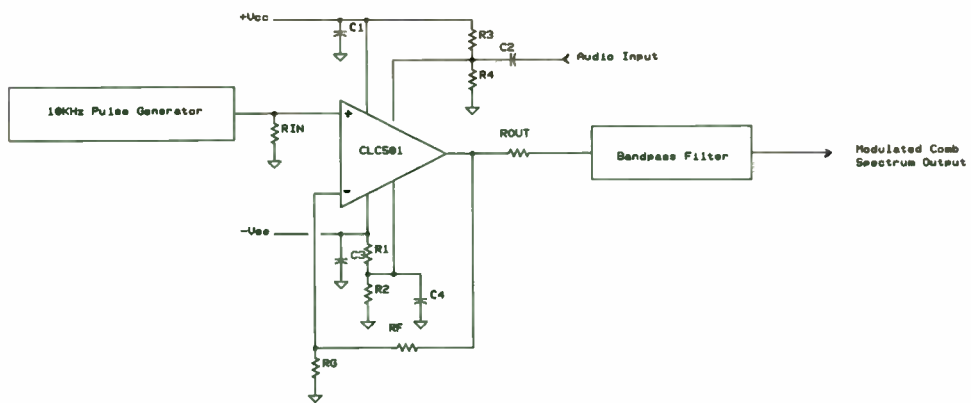 +Vcc
C1
R3
C2
Audio Input
R4
10KHz Pulse Generator
RIN
+
CLC501
ROUT
Bandpass Filter
Modulated Comb
Spectrum Output
-
-Vee
C3
R1
R2
C4
RF
RG